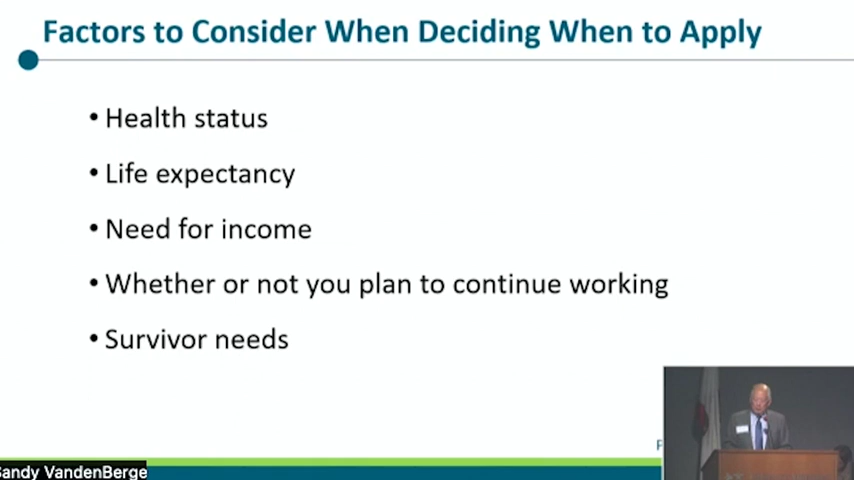 Factors to Consider When Deciding When to Apply
• Health status
• Life expectancy
• Need for income
• Whether or not you plan to continue working
• Survivor needs
Sandy VandenBerge